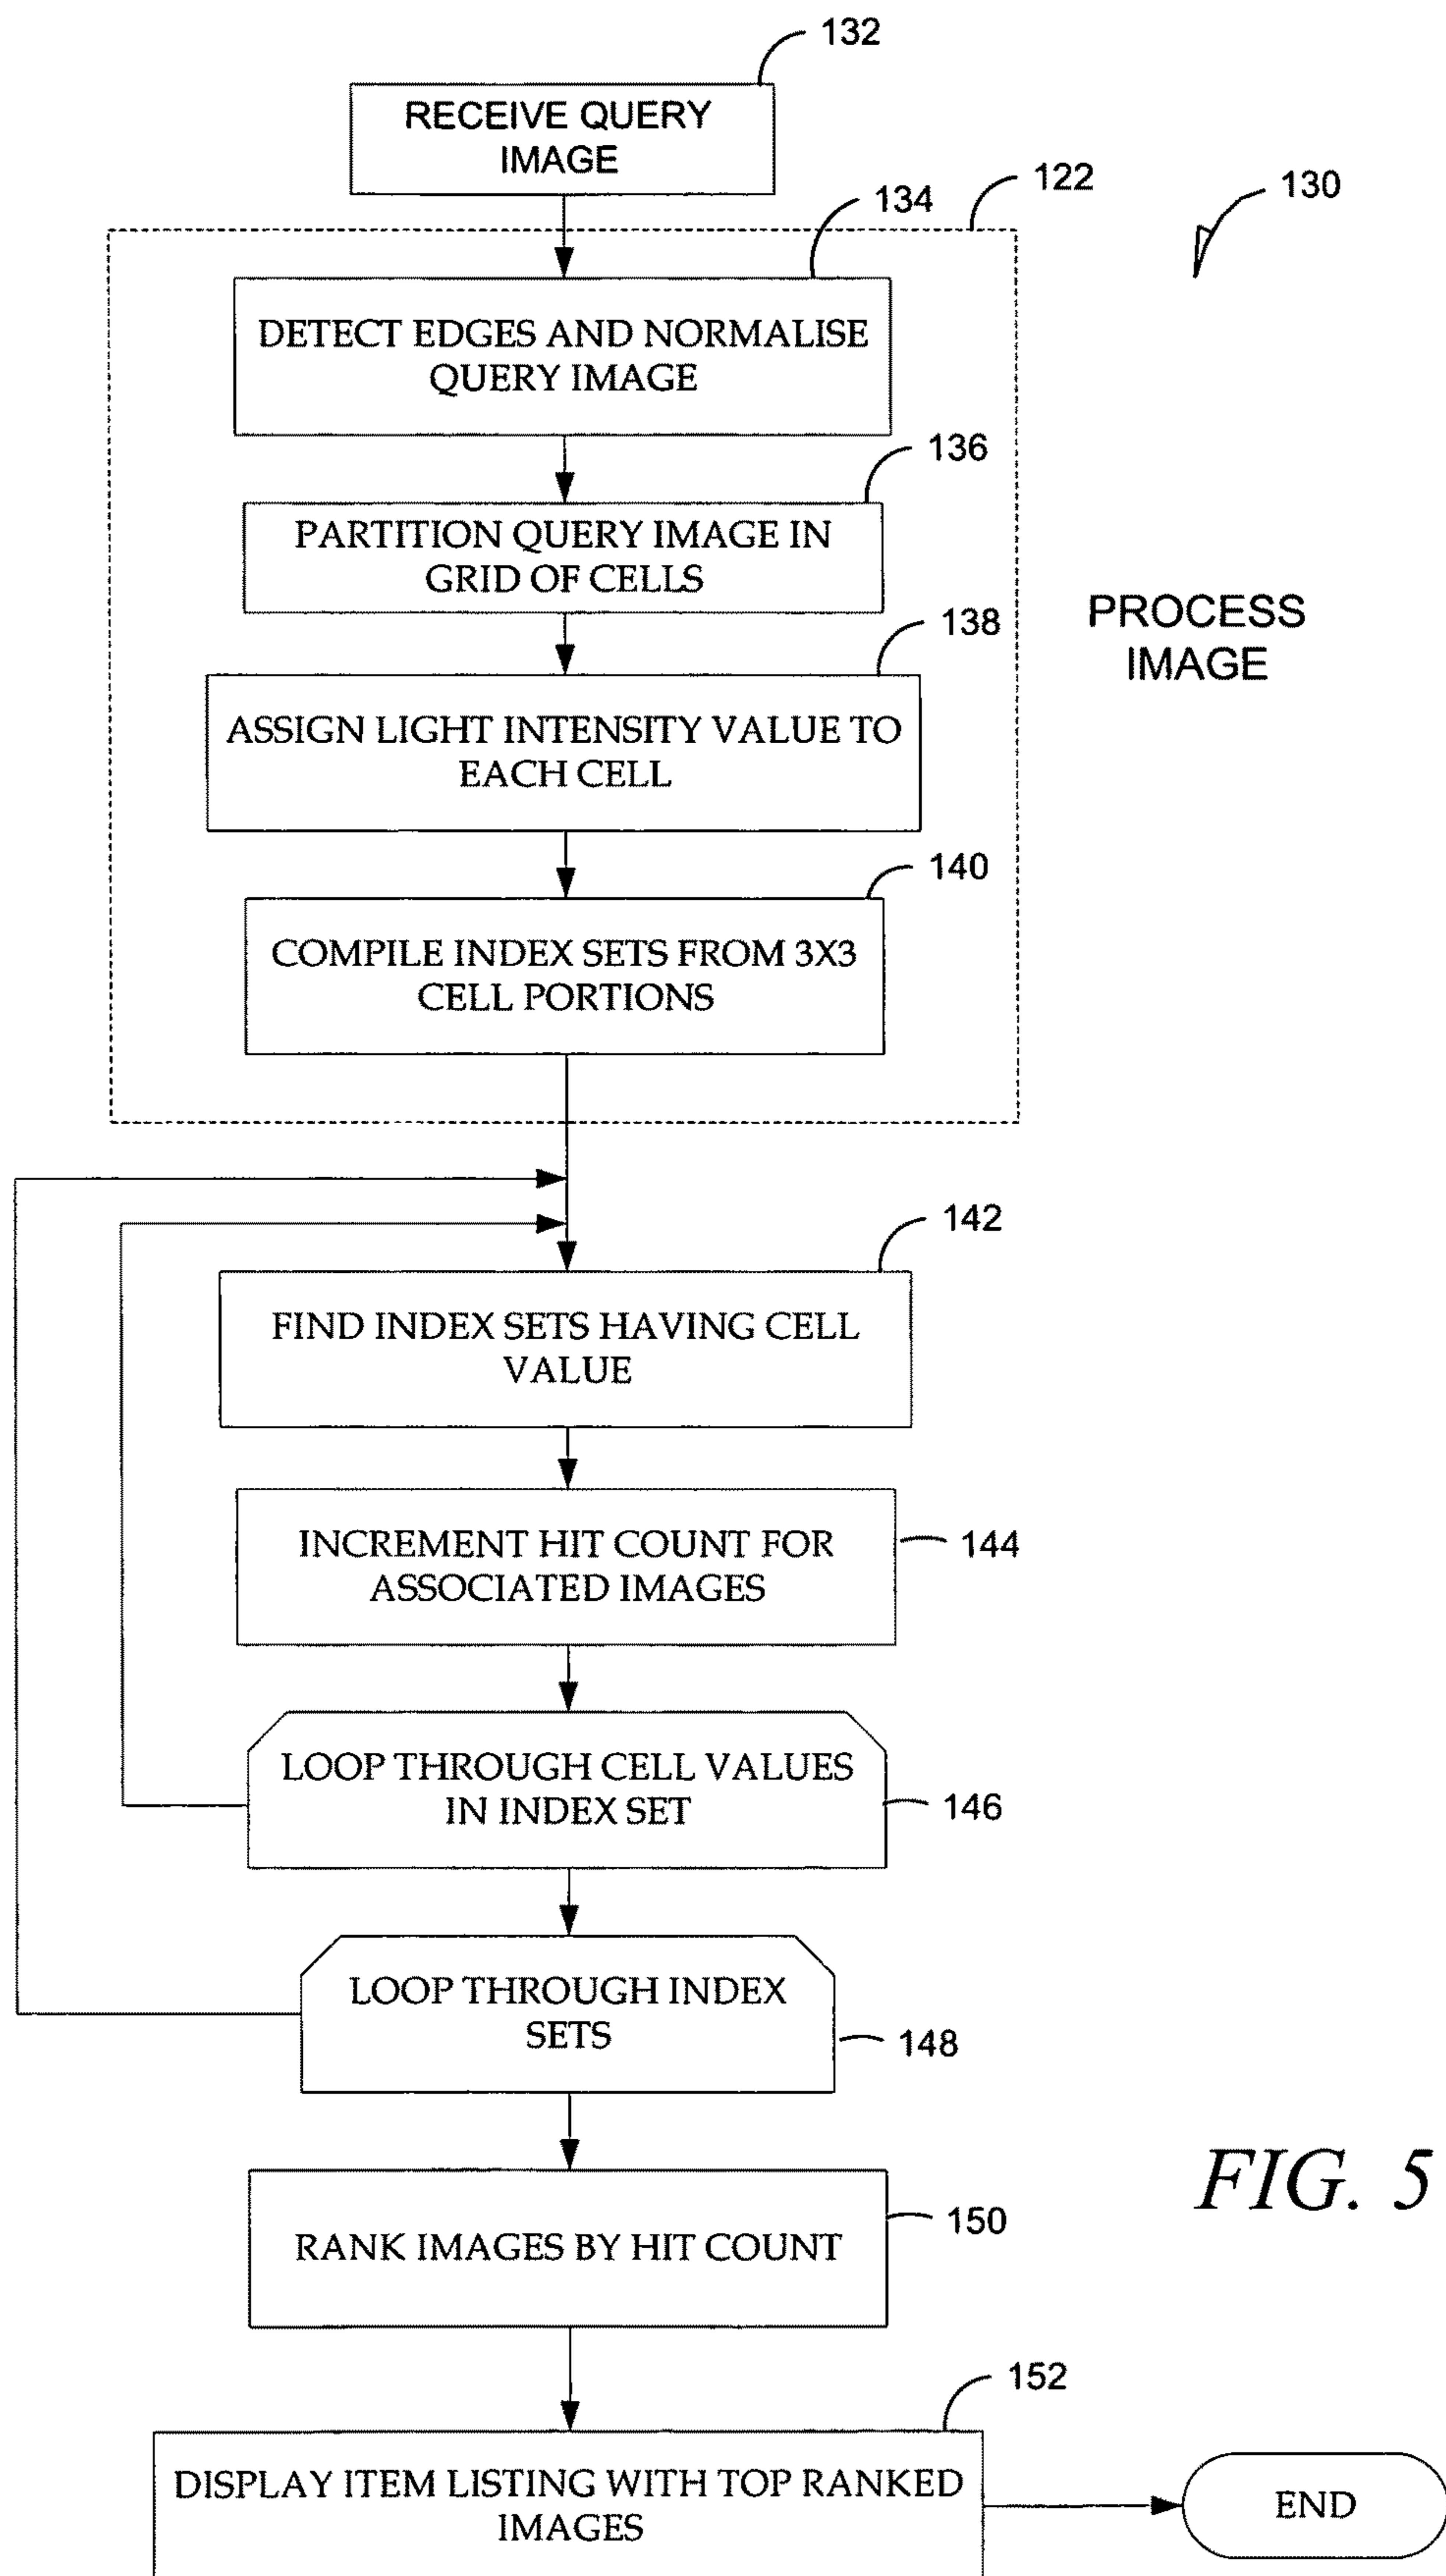 132
RECEIVE QUERY
IMAGE
122
130
134
DETECT EDGES AND NORMALISE
QUERY IMAGE
136
PARTITION QUERY IMAGE IN
GRID OF CELLS
PROCESS
IMAGE
138
ASSIGN LIGHT INTENSITY VALUE TO
EACH CELL
140
COMPILE INDEX SETS FROM 3X3
CELL PORTIONS
142
FIND INDEX SETS HAVING CELL
VALUE
INCREMENT HIT COUNT FOR
ASSOCIATED IMAGES
144
LOOP THROUGH CELL VALUES
IN INDEX SET
146
LOOP THROUGH INDEX
SETS
148
FIG. 5
150
RANK IMAGES BY HIT COUNT
152
DISPLAY ITEM LISTING WITH TOP RANKED
IMAGES
END